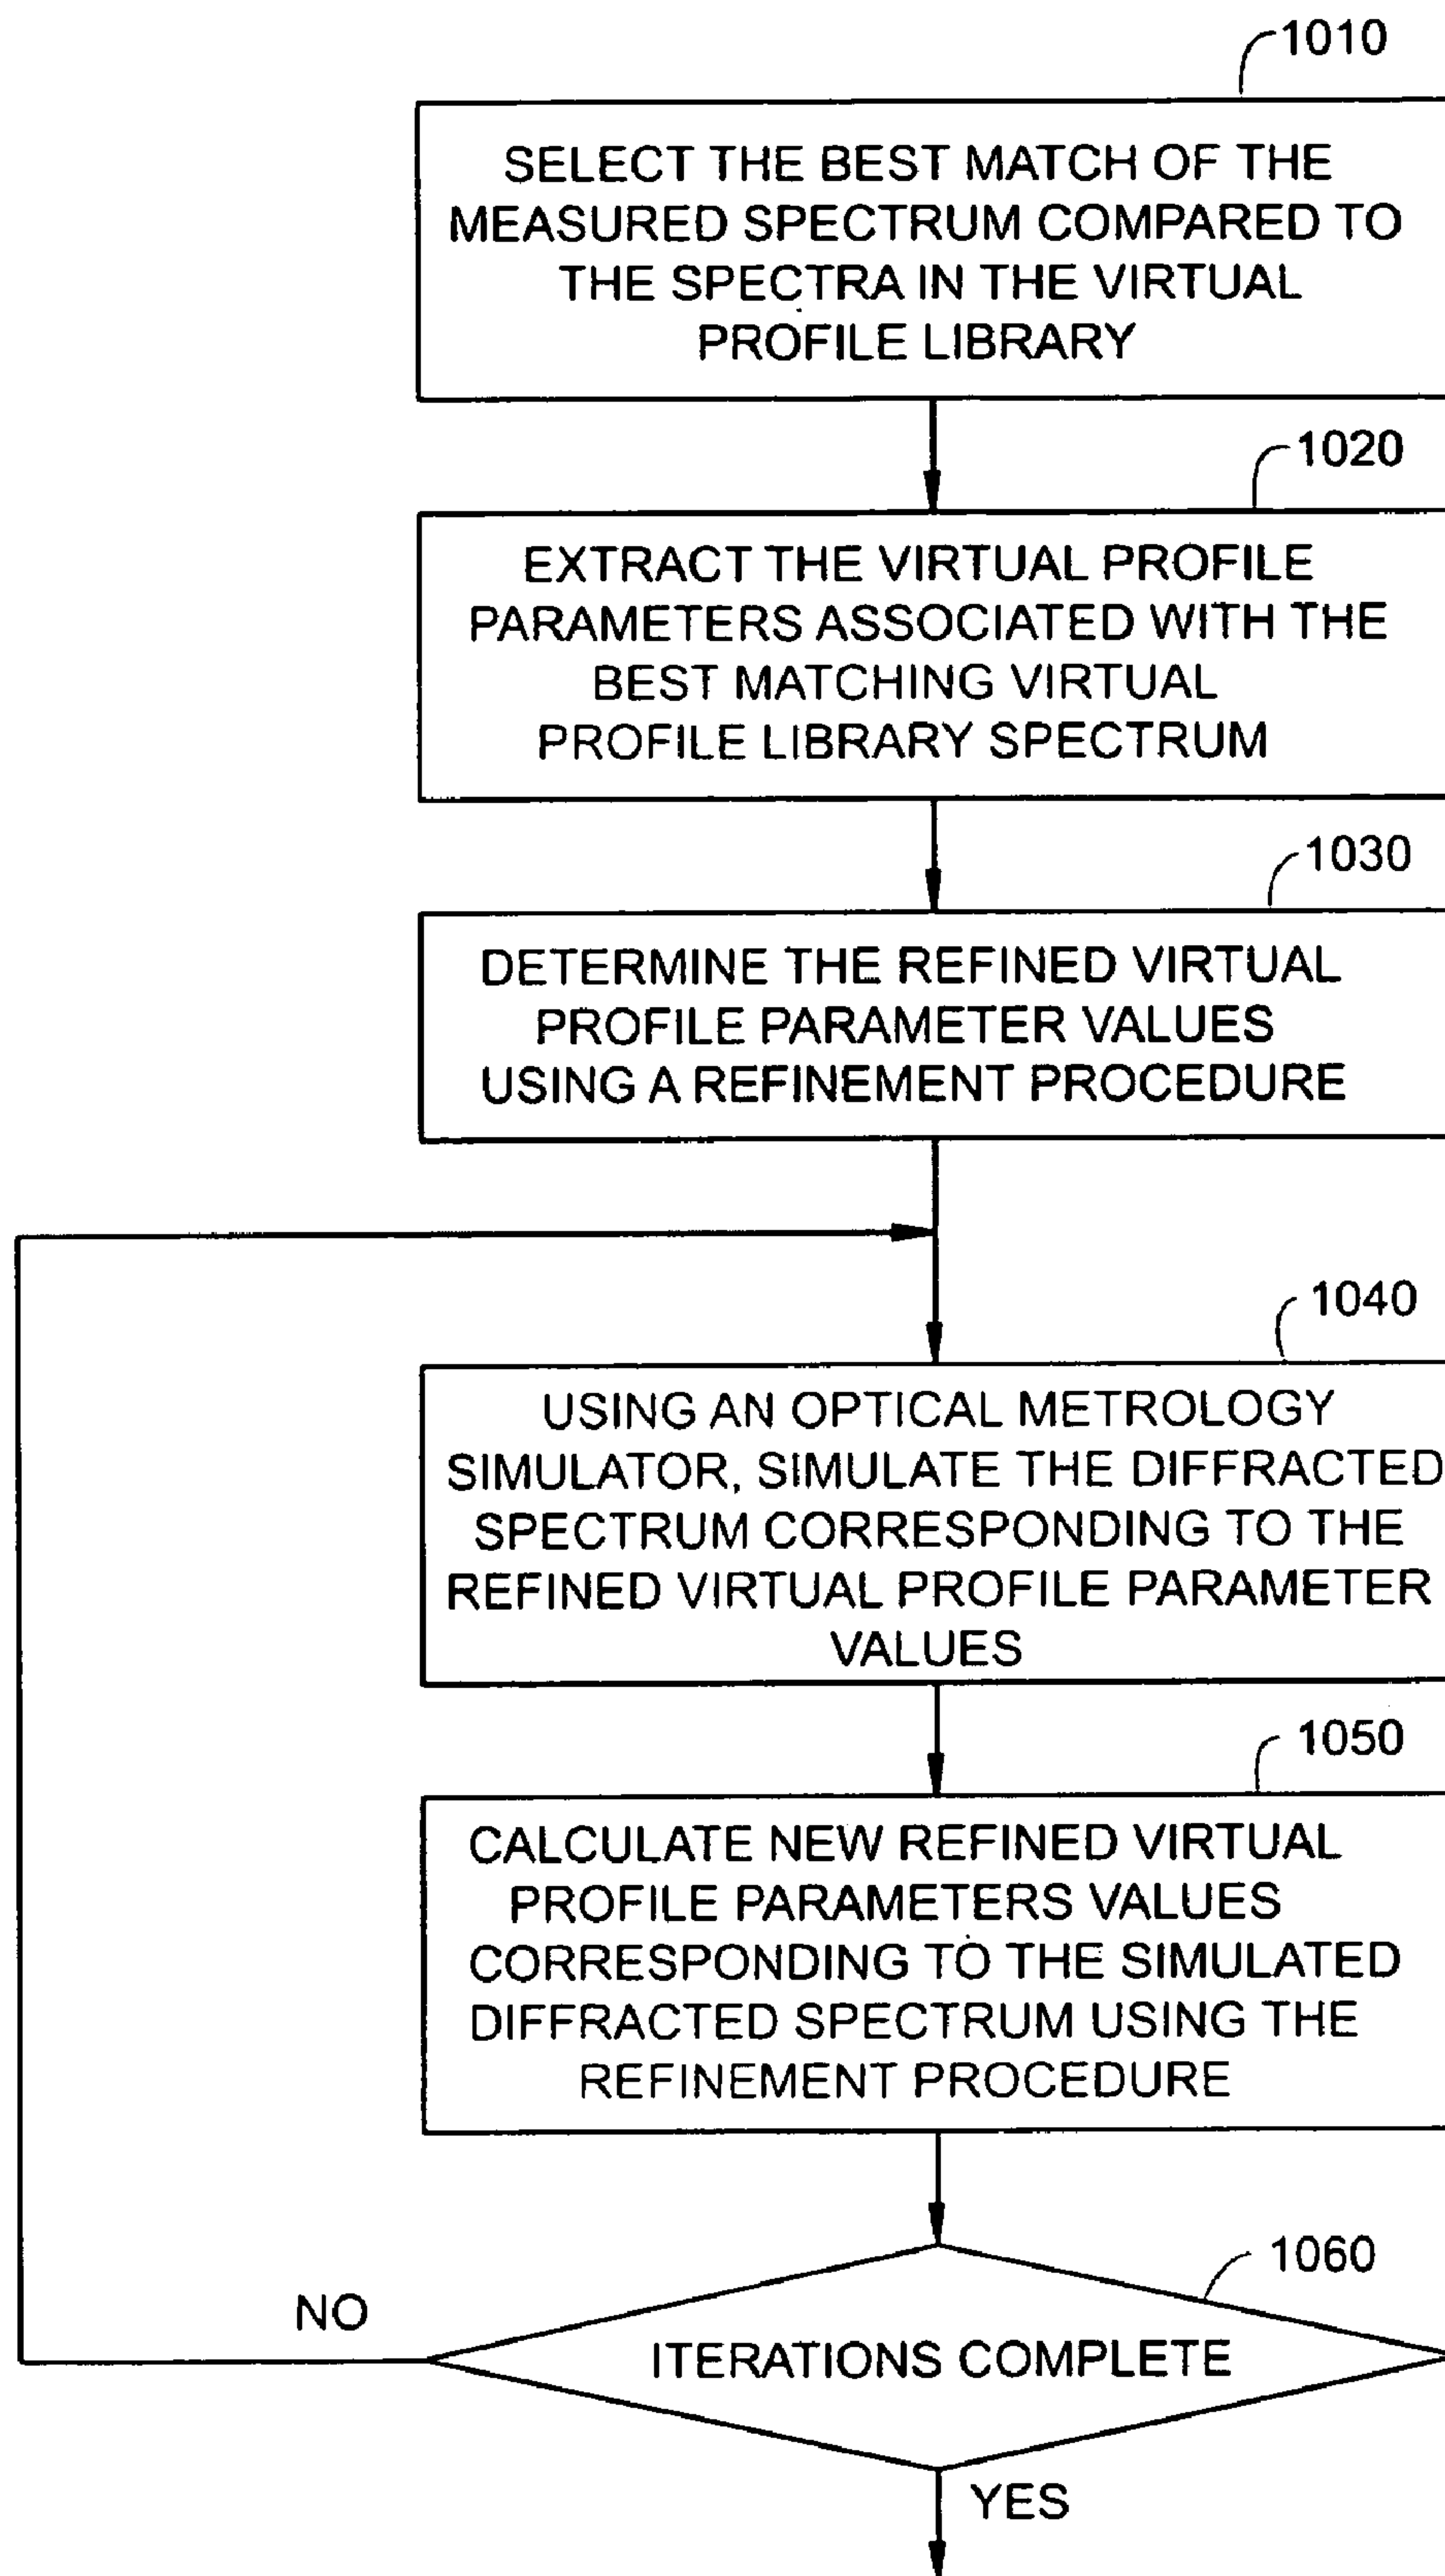 1010
SELECT THE BEST MATCH OF THE
MEASURED SPECTRUM COMPARED TO
THE SPECTRA IN THE VIRTUAL
PROFILE LIBRARY
1020
EXTRACT THE VIRTUAL PROFILE
PARAMETERS ASSOCIATED WITH THE
BEST MATCHING VIRTUAL
PROFILE LIBRARY SPECTRUM
1030
DETERMINE THE REFINED VIRTUAL
PROFILE PARAMETER VALUES
USING A REFINEMENT PROCEDURE
1040
USING AN OPTICAL METROLOGY
SIMULATOR, SIMULATE THE DIFFRACTED
SPECTRUM CORRESPONDING TO THE
REFINED VIRTUAL PROFILE PARAMETER
VALUES
1050
CALCULATE NEW REFINED VIRTUAL
PROFILE PARAMETERS VALUES
CORRESPONDING TO THE SIMULATED
DIFFRACTED SPECTRUM USING THE
REFINEMENT PROCEDURE
1060
NO
ITERATIONS COMPLETE
YES